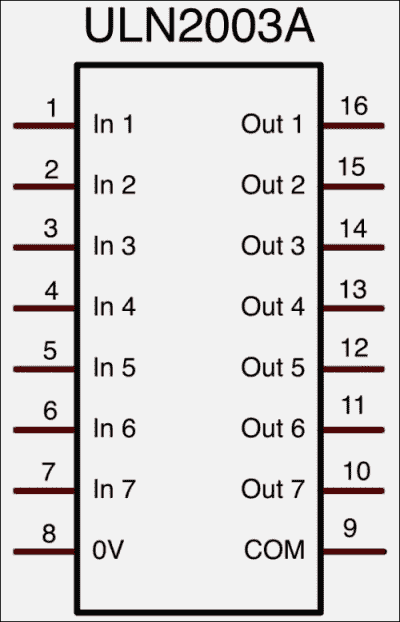 ULN2003A
1 In 1 Out 1 16
2 In 2 Out 2 15
3 In 3 Out 3 14
4 In 4 Out 4 13
5 In 5 Out 5 12
6 In 6 Out 6 11
7 In 7 Out 7 10
8 0V COM 9